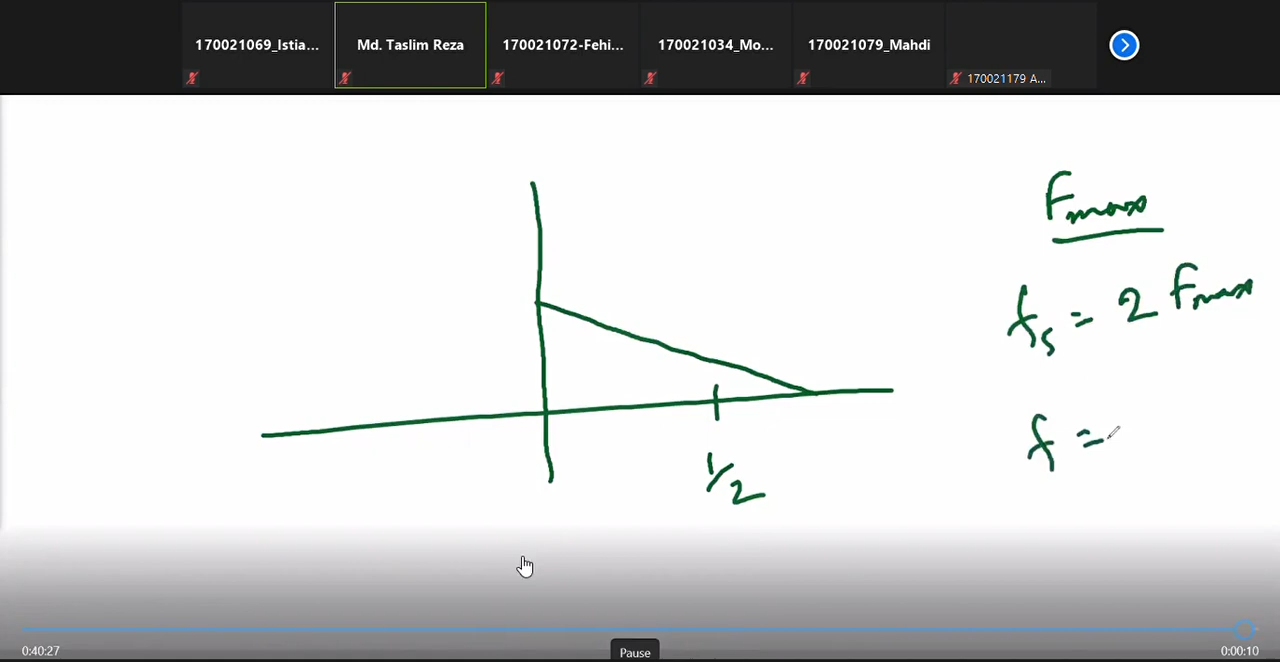 170021069_Istia...
Md. Taslim Reza
170021072-Fehi...
170021034_Mo...
170021079_Mahdi
170021179 A...
Fmax
fs = 2 Fmax
f =
1/2
0:40:27
Pause
0:00:10